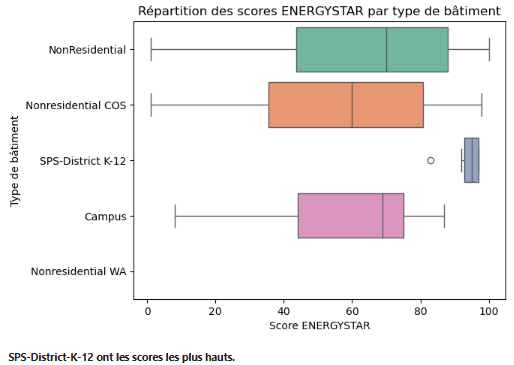 Répartition des scores ENERGYSTAR par type de bâtiment
Type de bâtiment
NonResidential
Nonresidential COS
SPS-District K-12
Campus
Nonresidential WA
0 20 40 60 80 100
Score ENERGYSTAR
SPS-District-K-12 ont les scores les plus hauts.